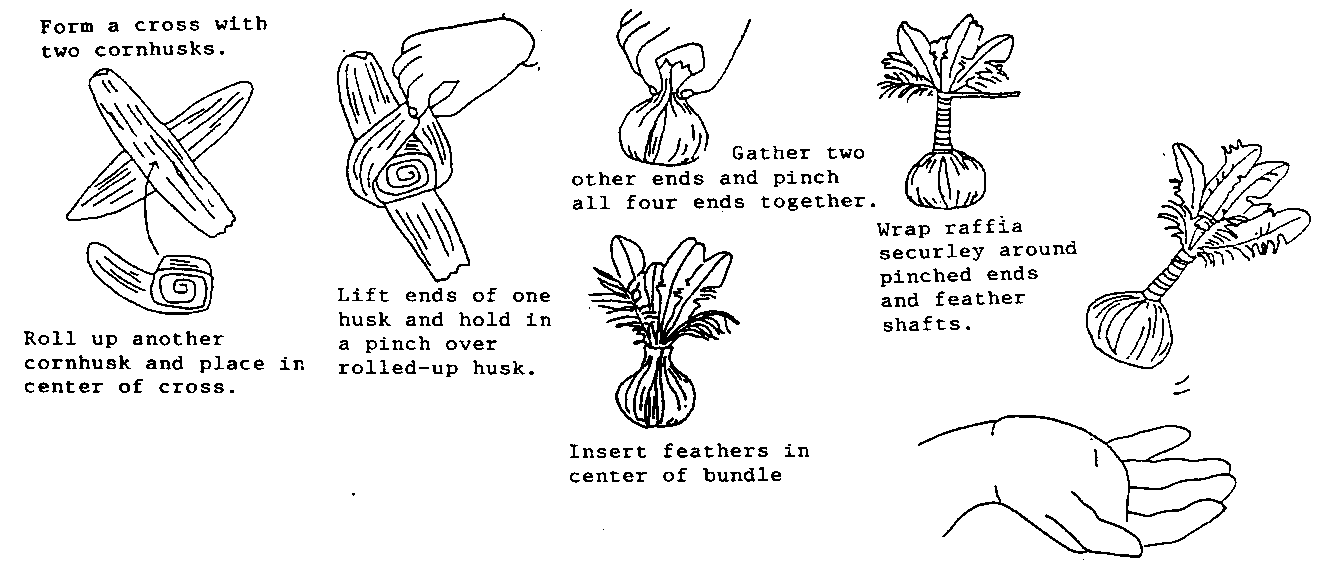 Form a cross with
two cornhusks.
Roll up another
cornhusk and place in
center of cross.
Lift ends of one
husk and hold in
a pinch over
rolled-up husk.
Gather two
other ends and pinch
all four ends together.
Insert feathers in
center of bundle
Wrap raffia
securley around
pinched ends
and feather
shafts.